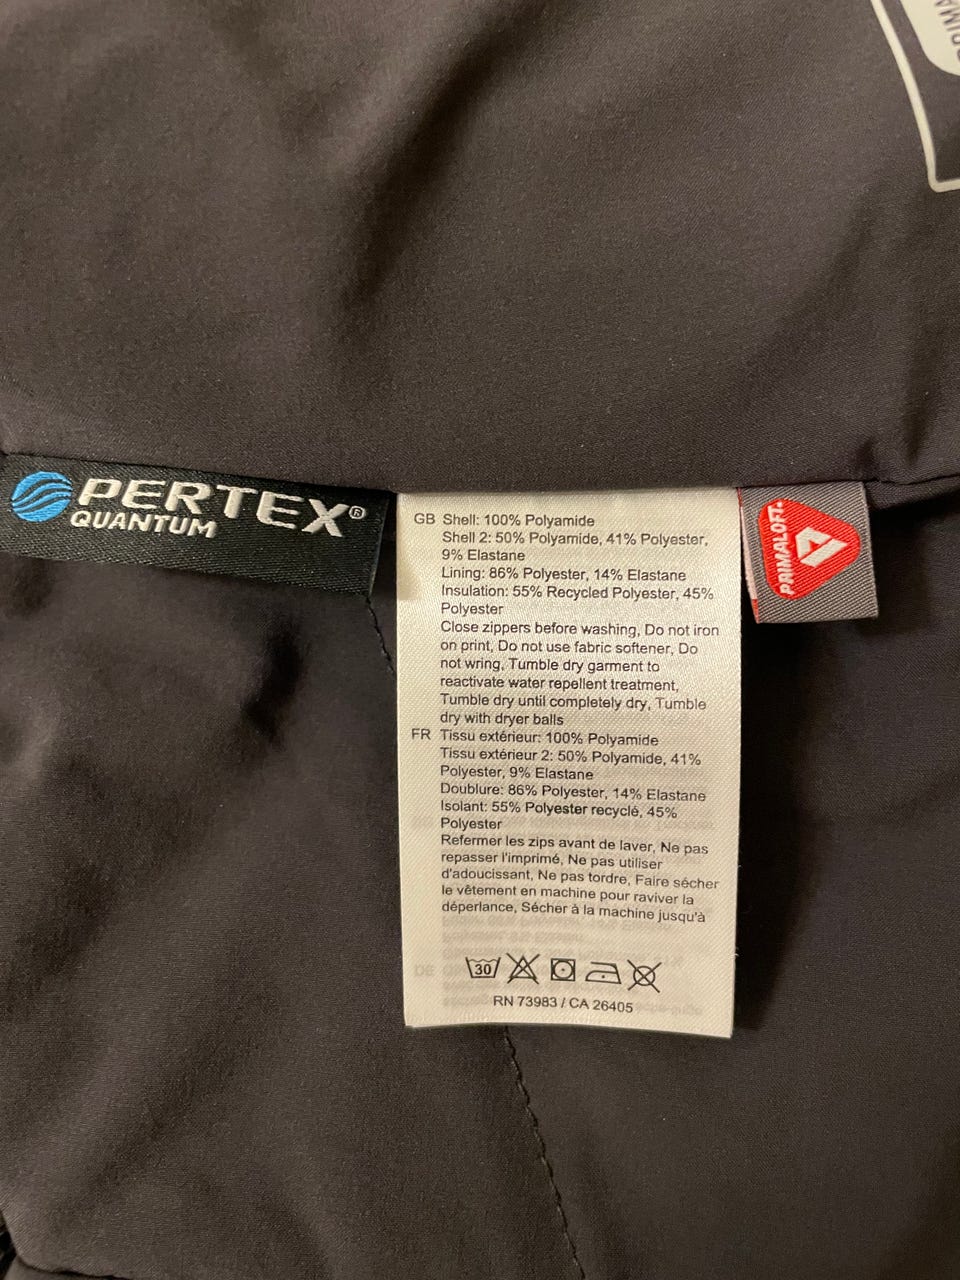 PRIMA
PERTEX®
QUANTUM
GB Shell: 100% Polyamide
Shell 2: 50% Polyamide, 41% Polyester,
9% Elastane
Lining: 86% Polyester, 14% Elastane
Insulation: 55% Recycled Polyester, 45%
Polyester
Close zippers before washing, Do not iron
on print, Do not use fabric softener, Do
not wring, Tumble dry garment to
reactivate water repellent treatment,
Tumble dry until completely dry, Tumble
dry with dryer balls
FR Tissu extérieur: 100% Polyamide
Tissu extérieur 2: 50% Polyamide, 41%
Polyester, 9% Elastane
Doublure: 86% Polyester, 14% Elastane
Isolant: 55% Polyester recyclé, 45%
Polyester
Refermer les zips avant de laver, Ne pas
repasser l'imprimé, Ne pas utiliser
d'adoucissant, Ne pas tordre, Faire sécher
le vêtement en machine pour raviver la
déperlance, Sécher à la machine jusqu'à
30
RN 73983 / CA 26405
PRIMALOFT®